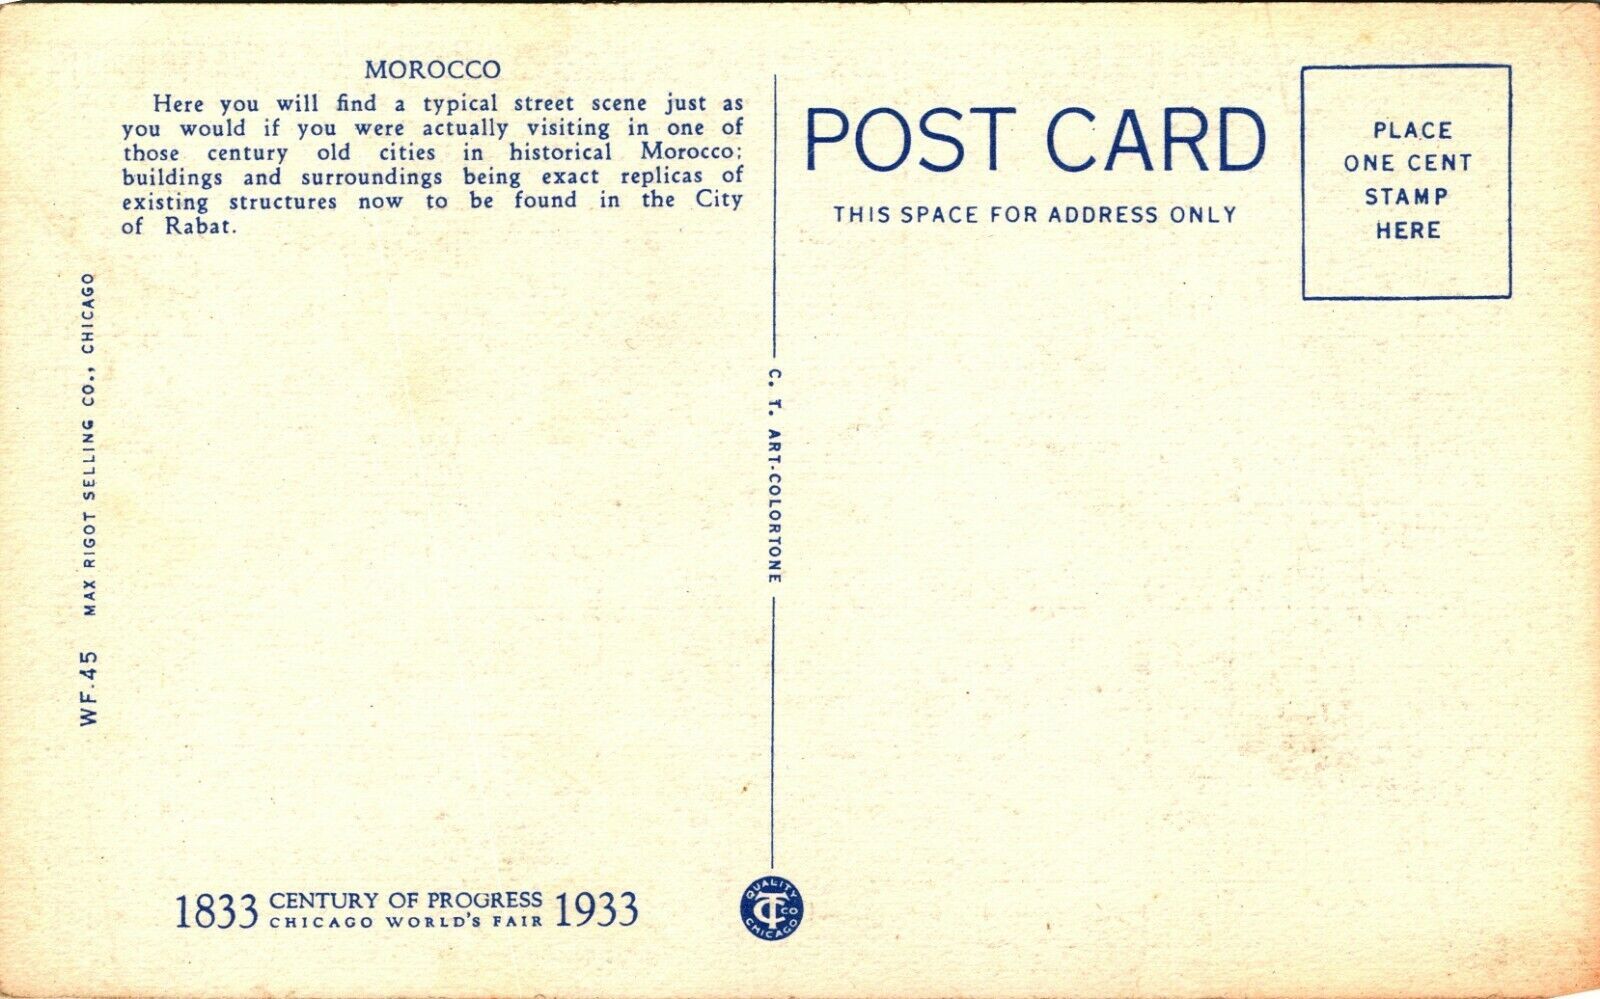 MOROCCO
Here you will find a typical street scene just as
you would if you were actually visiting in one of
those century old cities in historical Morocco;
buildings and surroundings being exact replicas of
existing structures now to be found in the City
of Rabat.
WF.45 MAX RIGOT SELLING CO., CHICAGO
1833 CENTURY OF PROGRESS 1933
CHICAGO WORLD'S FAIR
C. T. ART-COLORTONE
QUALITY
CT CO
CHICAGO
POST CARD
THIS SPACE FOR ADDRESS ONLY
PLACE
ONE CENT
STAMP
HERE